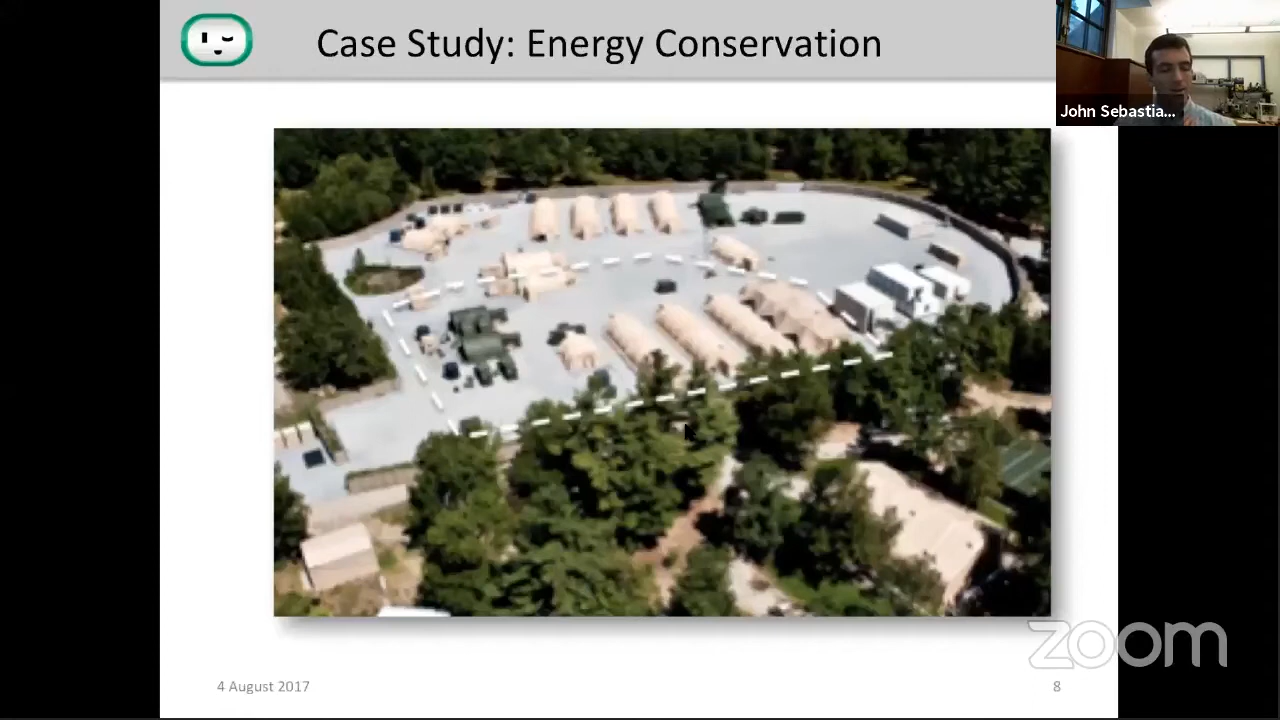 Case Study: Energy Conservation
John Sebastia...
4 August 2017
8
zoom